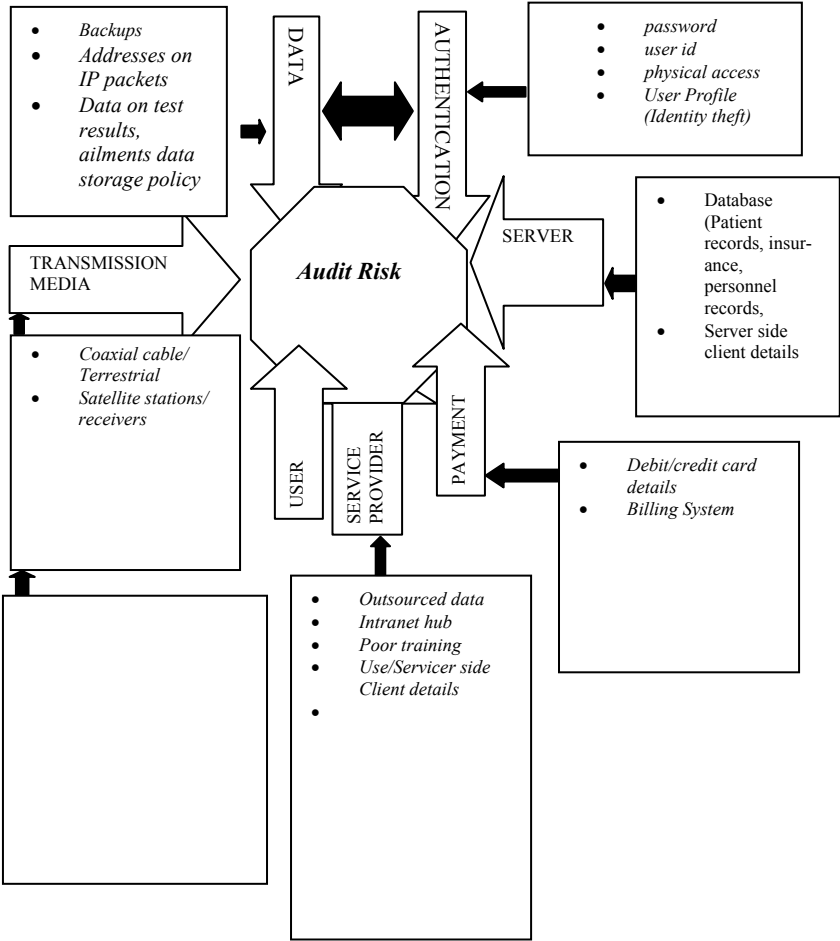 • Backups
• Addresses on
IP packets
• Data on test
results,
ailments data
storage policy
DATA
AUTHENTICATION
• password
• user id
• physical access
• User Profile
(Identity theft)
TRANSMISSION
MEDIA
Audit Risk
SERVER
• Database
(Patient
records, insur-
ance,
personnel
records,
• Server side
client details
• Coaxial cable/
Terrestrial
• Satellite stations/
receivers
USER
SERVICE
PROVIDER
PAYMENT
• Debit/credit card
details
• Billing System
• Outsourced data
• Intranet hub
• Poor training
• Use/Servicer side
Client details
•